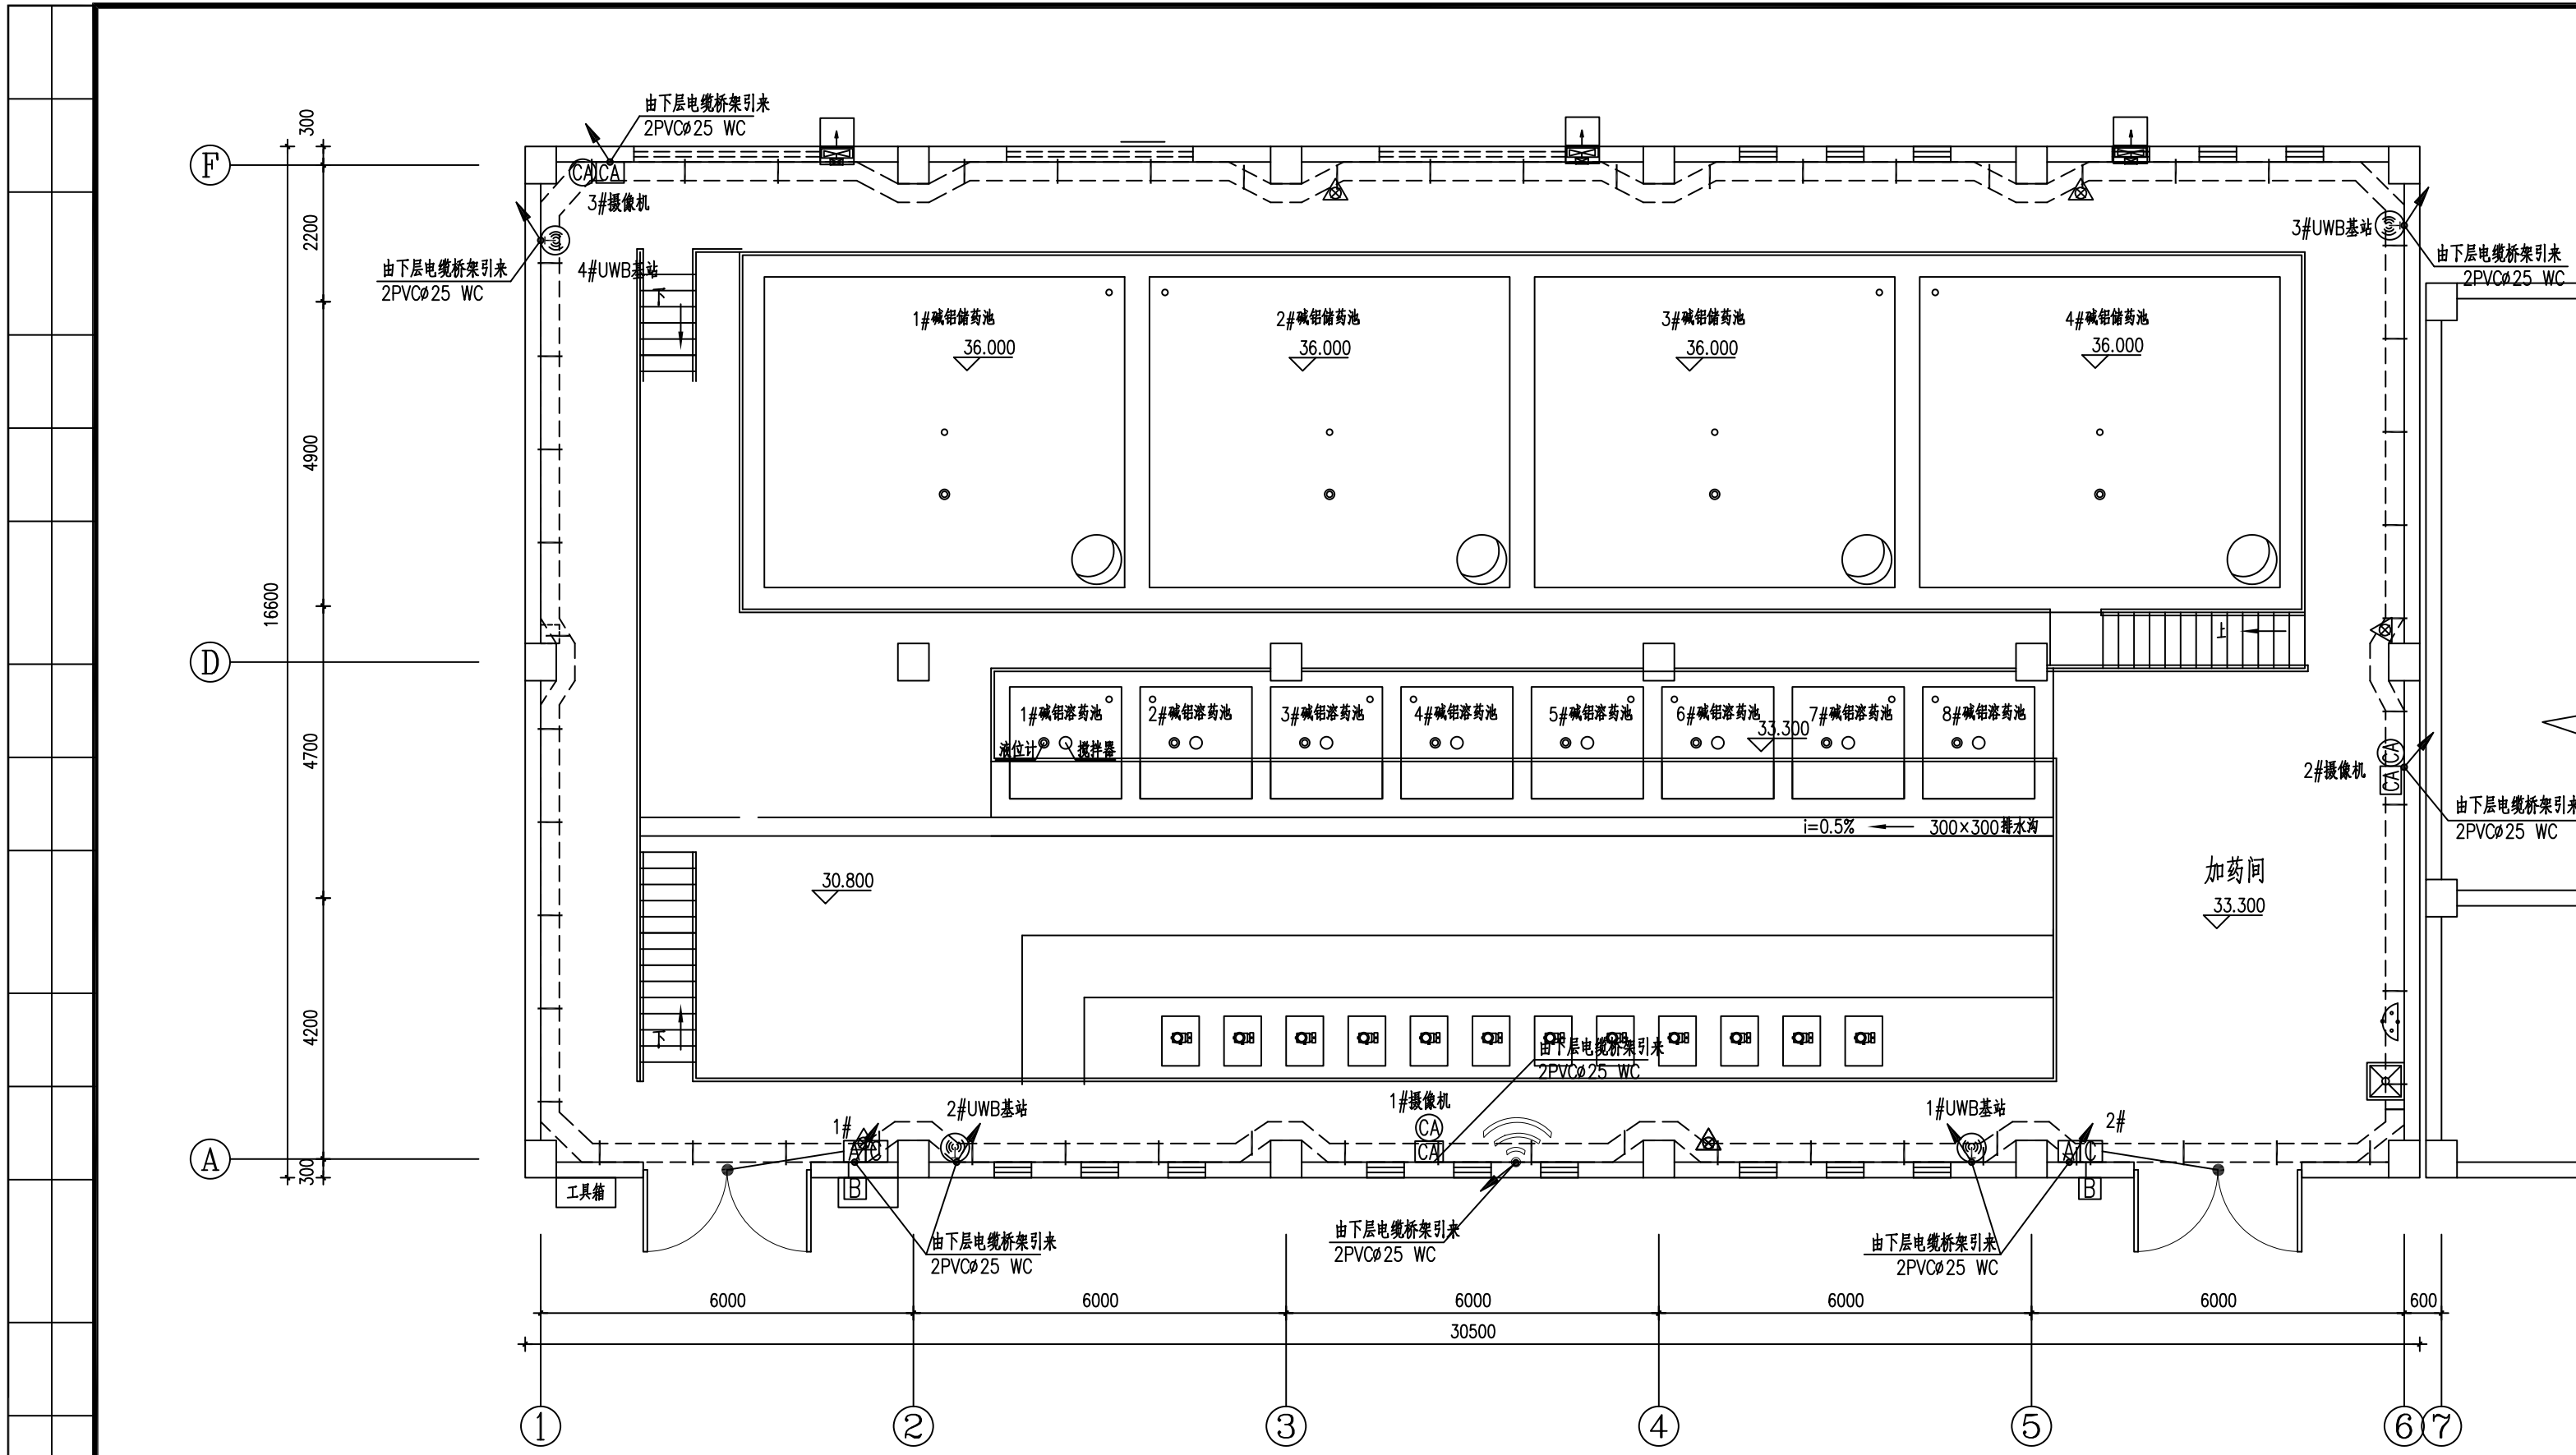 由下层电缆桥架引来
2PVCø25 WC
300
F
CA CA
3#摄像机
2200
由下层电缆桥架引来
2PVCø25 WC
4#UWB基站
3#UWB基站
由下层电缆桥架引来
2PVCø25 WC
下
1#碱铝储药池
36.000
2#碱铝储药池
36.000
3#碱铝储药池
36.000
4#碱铝储药池
36.000
4900
16600
D
上
1#碱铝溶药池
2#碱铝溶药池
3#碱铝溶药池
4#碱铝溶药池
5#碱铝溶药池
6#碱铝溶药池
7#碱铝溶药池
8#碱铝溶药池
33.300
液位计
搅拌器
4700
CA
CA
2#摄像机
由下层电缆桥架引来
2PVCø25 WC
i=0.5%
300×300排水沟
30.800
加药间
33.300
4200
下
由下层电缆桥架引来
2PVCø25 WC
1#摄像机
CA
CA
1#
2#UWB基站
1#UWB基站
2#
A
300
A C
A C
工具箱
B
B
由下层电缆桥架引来
2PVCø25 WC
由下层电缆桥架引来
2PVCø25 WC
由下层电缆桥架引来
2PVCø25 WC
6000
6000
6000
6000
6000
600
30500
1
2
3
4
5
6
7